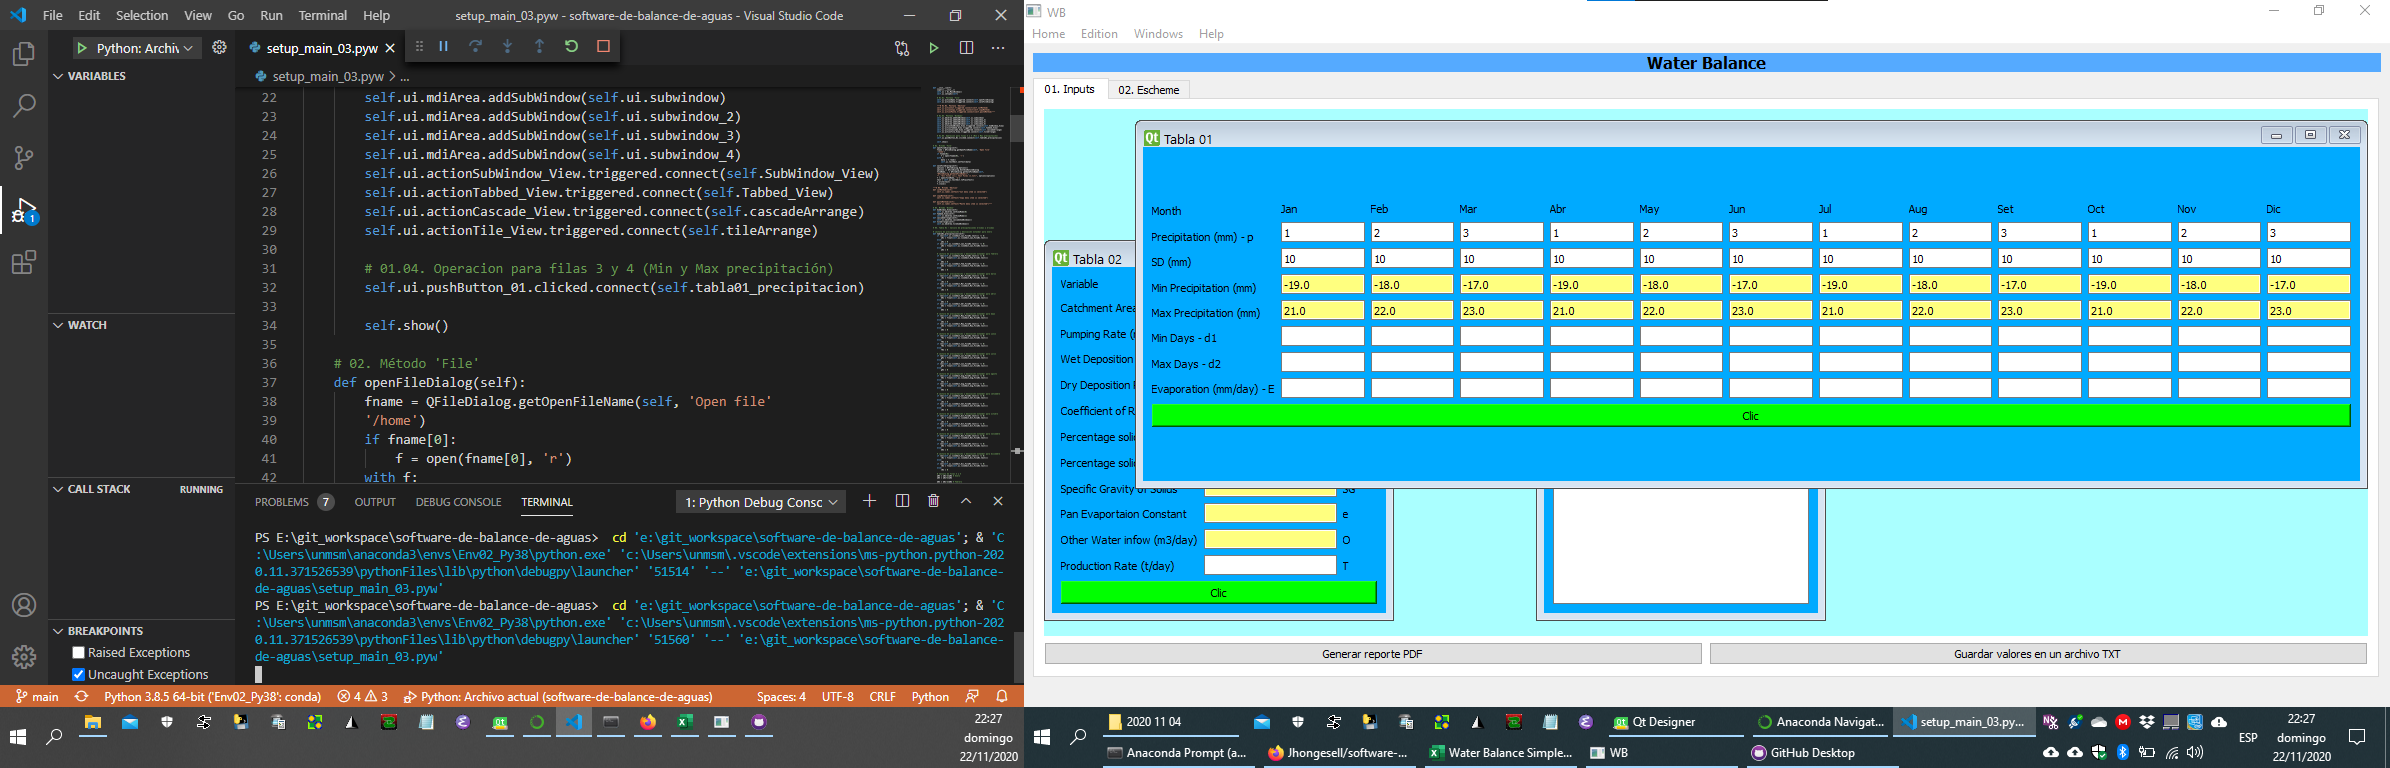 File Edit Selection View Go Run Terminal Help
setup_main_03.pyw - software-de-balance-de-aguas - Visual Studio Code
Python: Archiv
setup_main_03.pyw
VARIABLES
setup_main_03.pyw > ...
22 self.ui.mdiArea.addSubWindow(self.ui.subwindow)
23 self.ui.mdiArea.addSubWindow(self.ui.subwindow_2)
24 self.ui.mdiArea.addSubWindow(self.ui.subwindow_3)
25 self.ui.mdiArea.addSubWindow(self.ui.subwindow_4)
26 self.ui.actionSubWindow_View.triggered.connect(self.SubWindow_View)
27 self.ui.actionTabbed_View.triggered.connect(self.Tabbed_View)
28 self.ui.actionCascade_View.triggered.connect(self.cascadeArrange)
29 self.ui.actionTile_View.triggered.connect(self.tileArrange)
30
31 # 01.04. Operacion para filas 3 y 4 (Min y Max precipitación)
32 self.ui.pushButton_01.clicked.connect(self.tabla01_precipitacion)
33
34 self.show()
35
36 # 02. Método 'File'
37 def openFileDialog(self):
38 fname = QFileDialog.getOpenFileName(self, 'Open file'
39 '/home')
40 if fname[0]:
41 f = open(fname[0], 'r')
42 with f:
WATCH
CALL STACK RUNNING
BREAKPOINTS
Raised Exceptions
Uncaught Exceptions
1
PROBLEMS 7 OUTPUT DEBUG CONSOLE TERMINAL
1: Python Debug Consc
PS E:\git_workspace\software-de-balance-de-aguas> cd 'e:\git_workspace\software-de-balance-de-aguas'; & 'C
:\Users\unmsm\anaconda3\envs\Env02_Py38\python.exe' 'c:\Users\unmsm\.vscode\extensions\ms-python.python-202
0.11.371526539\pythonFiles\lib\python\debugpy\launcher' '51514' '--' 'e:\git_workspace\software-de-balance-
de-aguas\setup_main_03.pyw'
PS E:\git_workspace\software-de-balance-de-aguas> cd 'e:\git_workspace\software-de-balance-de-aguas'; & 'C
:\Users\unmsm\anaconda3\envs\Env02_Py38\python.exe' 'c:\Users\unmsm\.vscode\extensions\ms-python.python-202
0.11.371526539\pythonFiles\lib\python\debugpy\launcher' '51560' '--' 'e:\git_workspace\software-de-balance-
de-aguas\setup_main_03.pyw'
main Python 3.8.5 64-bit ('Env02_Py38': conda) 4 3 Python: Archivo actual (software-de-balance-de-aguas) Spaces: 4 UTF-8 CRLF Python
22:27
domingo
22/11/2020
WB
Home Edition Windows Help
Water Balance
01. Inputs 02. Escheme
Qt Tabla 01
Month Jan Feb Mar Abr May Jun Jul Aug Set Oct Nov Dic
Precipitation (mm) - p 1 2 3 1 2 3 1 2 3 1 2 3
SD (mm) 10 10 10 10 10 10 10 10 10 10 10 10
Min Precipitation (mm) -19.0 -18.0 -17.0 -19.0 -18.0 -17.0 -19.0 -18.0 -17.0 -19.0 -18.0 -17.0
Max Precipitation (mm) 21.0 22.0 23.0 21.0 22.0 23.0 21.0 22.0 23.0 21.0 22.0 23.0
Min Days - d1
Max Days - d2
Evaporation (mm/day) - E
Clic
Qt Tabla 02
Variable
Catchment Area
Pumping Rate (
Wet Deposition
Dry Deposition
Coefficient of R
Percentage soli
Percentage soli
Specific Gravity of Solids SG
Pan Evaportaion Constant e
Other Water infow (m3/day) O
Production Rate (t/day) T
Clic
Generar reporte PDF Guardar valores en un archivo TXT
2020 11 04 Qt Designer Anaconda Navigat... setup_main_03.py...
Anaconda Prompt (a... Jhongesell/software-... Water Balance Simple... WB GitHub Desktop
ESP
22:27
domingo
22/11/2020